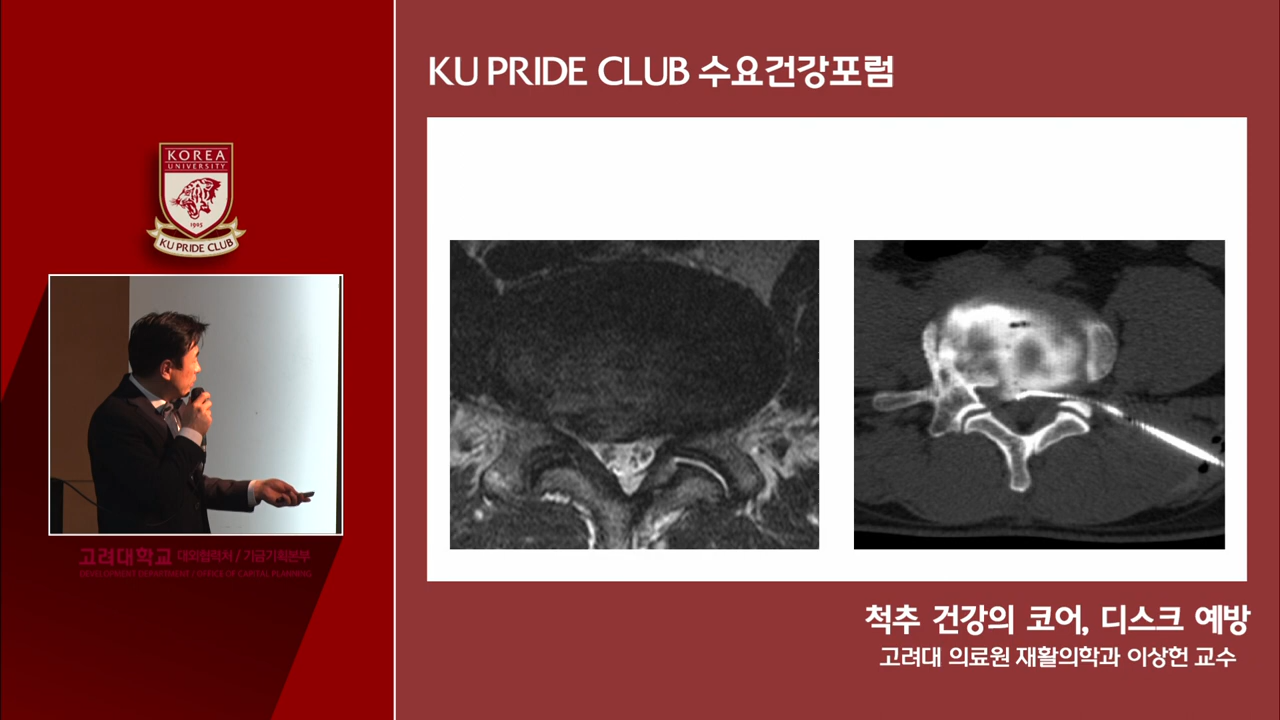 KU PRIDE CLUB 수요건강포럼
KOREA
UNIVERSITY
1905
KU PRIDE CLUB
고려대학교 대외협력처 / 기금기획본부
DEVELOPMENT DEPARTMENT / OFFICE OF CAPITAL PLANNING
척추 건강의 코어, 디스크 예방
고려대 의료원 재활의학과 이상헌 교수